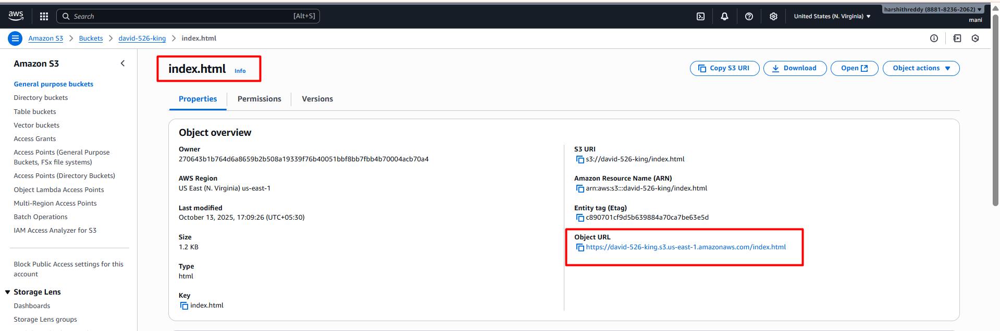 aws
Search [Alt+S]
United States (N. Virginia) ▼
harshithreddy (8881-8236-2062) ▼
mani
Amazon S3 > Buckets > david-526-king > index.html
Amazon S3
General purpose buckets
Directory buckets
Table buckets
Vector buckets
Access Grants
Access Points (General Purpose
Buckets, FSx file systems)
Access Points (Directory Buckets)
Object Lambda Access Points
Multi-Region Access Points
Batch Operations
IAM Access Analyzer for S3
Block Public Access settings for this
account
Storage Lens
Dashboards
Storage Lens groups
index.html Info
Copy S3 URI
Download
Open
Object actions
Properties
Permissions
Versions
Object overview
Owner
270643b1b764d6a8659b2b508a19339f76b40051bbf8bb7fbb4b70004acb70a4
AWS Region
US East (N. Virginia) us-east-1
Last modified
October 13, 2025, 17:09:26 (UTC+05:30)
Size
1.2 KB
Type
html
Key
index.html
S3 URI
s3://david-526-king/index.html
Amazon Resource Name (ARN)
arn:aws:s3:::david-526-king/index.html
Entity tag (Etag)
c890701cf9d5b639884a70ca7be63e5d
Object URL
https://david-526-king.s3.us-east-1.amazonaws.com/index.html